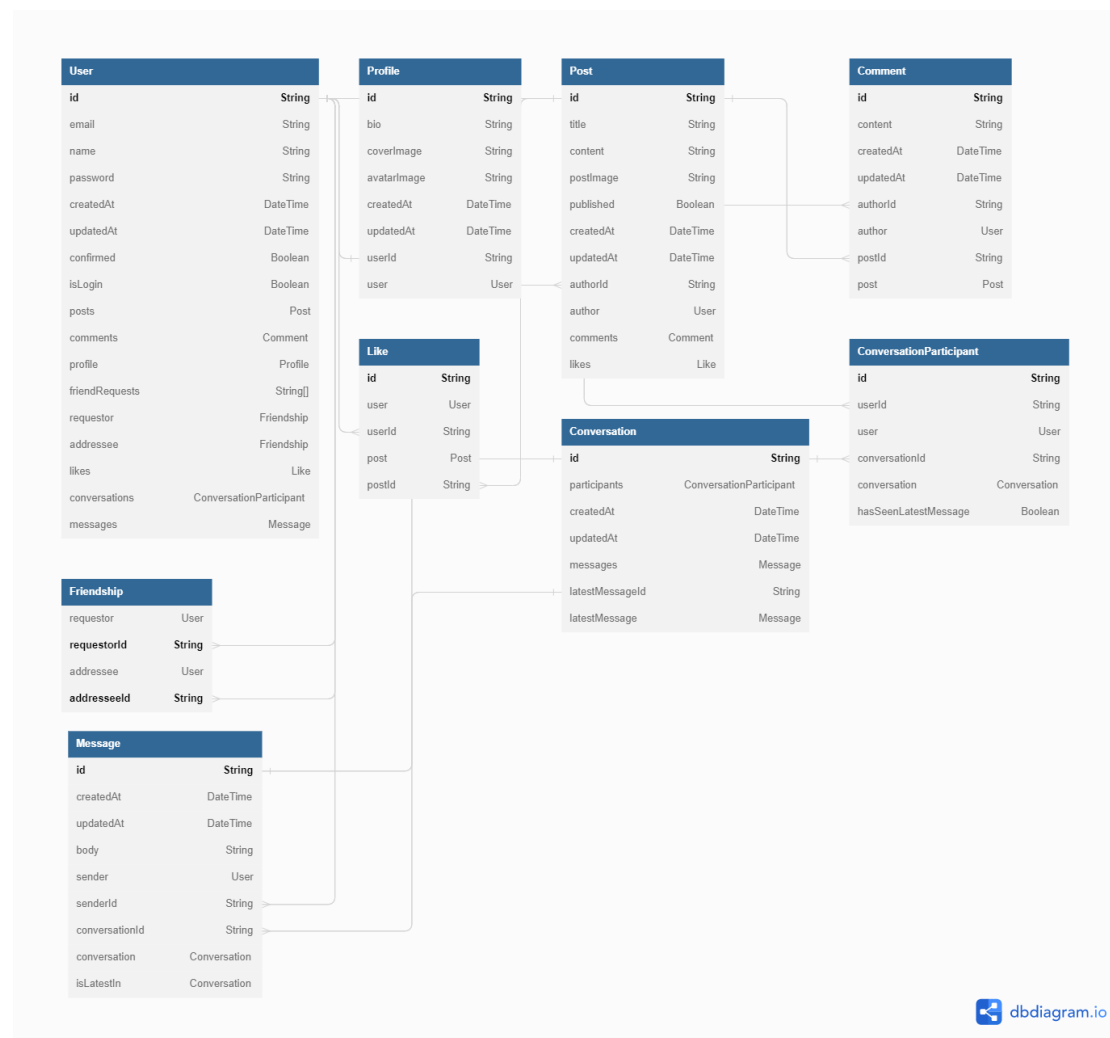 User
id String
email String
name String
password String
createdAt DateTime
updatedAt DateTime
confirmed Boolean
isLogin Boolean
posts Post
comments Comment
profile Profile
friendRequests String[]
requestor Friendship
addressee Friendship
likes Like
conversations ConversationParticipant
messages Message
Profile
id String
bio String
coverImage String
avatarImage String
createdAt DateTime
updatedAt DateTime
userId String
user User
Post
id String
title String
content String
postImage String
published Boolean
createdAt DateTime
updatedAt DateTime
authorId String
author User
comments Comment
likes Like
Comment
id String
content String
createdAt DateTime
updatedAt DateTime
authorId String
author User
postId String
post Post
Like
id String
user User
userId String
post Post
postId String
ConversationParticipant
id String
userId String
user User
conversationId String
conversation Conversation
hasSeenLatestMessage Boolean
Conversation
id String
participants ConversationParticipant
createdAt DateTime
updatedAt DateTime
messages Message
latestMessageId String
latestMessage Message
Friendship
requestor User
requestorId String
addressee User
addresseeId String
Message
id String
createdAt DateTime
updatedAt DateTime
body String
sender User
senderId String
conversationId String
conversation Conversation
isLatestIn Conversation
dbdiagram.io